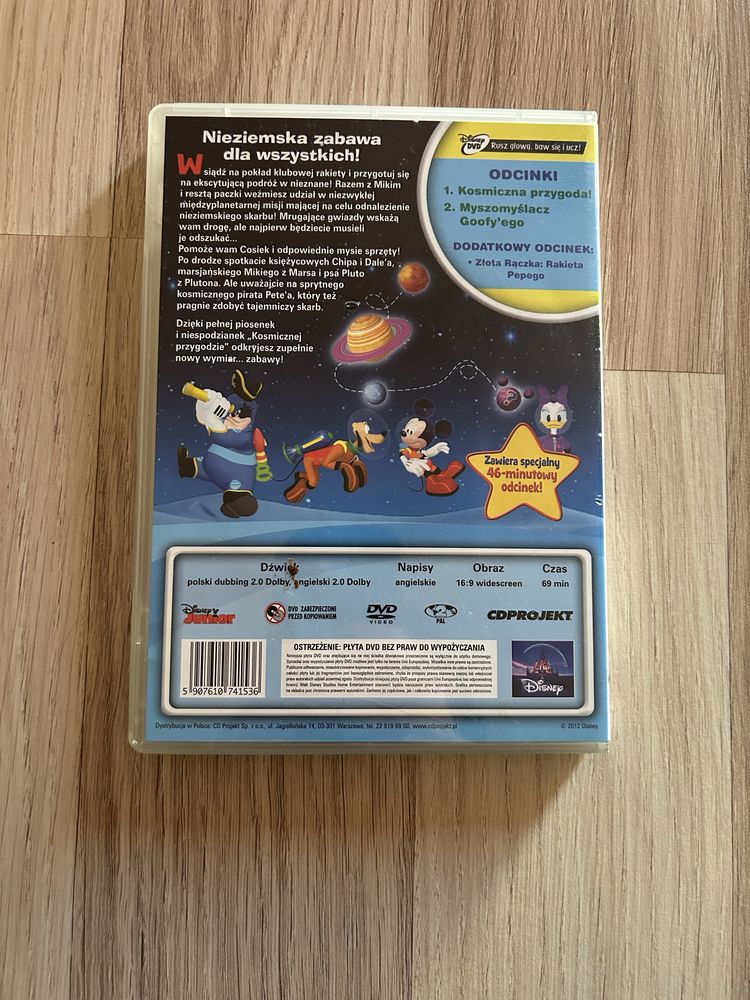 Nieziemska zabawa
dla wszystkich!
Wsiądź na pokład klubowej rakiety i przygotuj się
na ekscytującą podróż w nieznane! Razem z Mikim
i resztą paczki weźmiesz udział w niezwykłej
międzyplanetarnej misji mającej na celu odnalezienie
nieziemskiego skarbu! Mrugające gwiazdy wskażą
wam drogę, ale najpierw będziecie musieli
je odszukać...
Pomoże wam Cosiek i odpowiednie mysie sprzęty!
Po drodze spotkacie księżycowych Chipa i Dale'a,
marsjańskiego Mikiego z Marsa i psa Pluto
z Plutona. Ale uważajcie na sprytnego
kosmicznego pirata Pete'a, który też
pragnie zdobyć tajemniczy skarb.
Dzięki pełnej piosenek
i niespodzianek „Kosmicznej
przygodzie” odkryjesz zupełnie
nowy wymiar... zabawy!
Disney DVD
Rusz głową, baw się i ucz!
ODCINKI
1. Kosmiczna przygoda!
2. Myszomyślacz
Goofy'ego
DODATKOWY ODCINEK:
• Złota Rączka: Rakieta
Pepego
?
Zawiera specjalny
46-minutowy
odcinek!
Dźwięk
polski dubbing 2.0 Dolby, angielski 2.0 Dolby
Napisy
angielskie
Obraz
16:9 widescreen
Czas
69 min
Disney Junior
DVD ZABEZPIECZONE
PRZED KOPIOWANIEM
DVD VIDEO
2
PAL
CDPROJEKT
5 907610 741536
OSTRZEŻENIE: PŁYTA DVD BEZ PRAW DO WYPOŻYCZANIA
DISNEY
Dystrybucja w Polsce: CD Projekt Sp. z o.o., ul. Jagiellońska 74, 03-301 Warszawa, tel. 22 519 69 00, www.cdprojekt.pl
© 2012 Disney